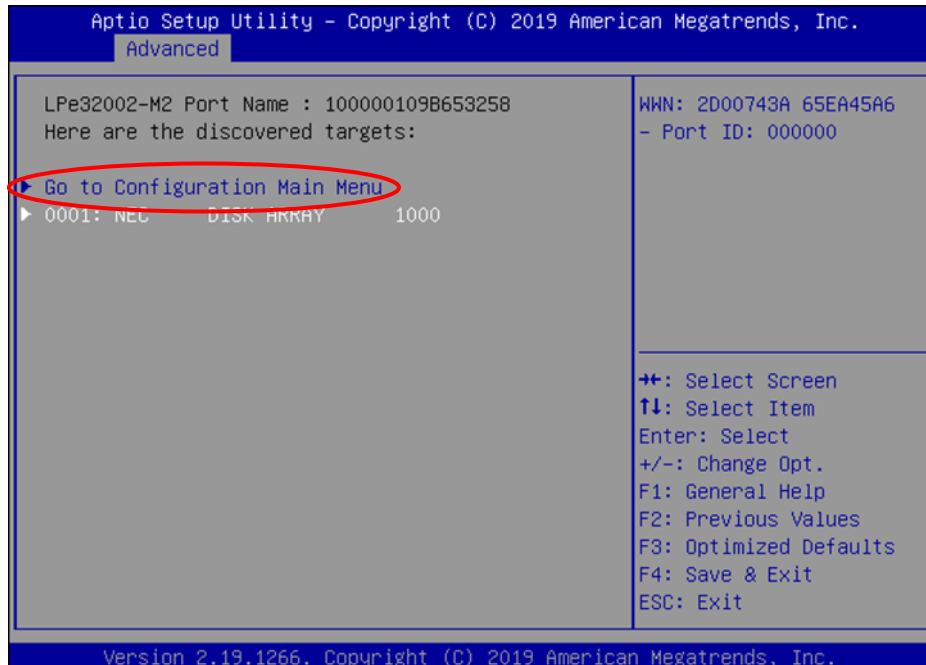 Aptio Setup Utility – Copyright (C) 2019 American Megatrends, Inc.
Advanced
LPe32002-M2 Port Name : 100000109B653258
Here are the discovered targets:
Go to Configuration Main Menu
0001: NEC DISK ARRAY 1000
WWN: 2D00743A 65EA45A6
- Port ID: 000000
→←: Select Screen
↑↓: Select Item
Enter: Select
+/-: Change Opt.
F1: General Help
F2: Previous Values
F3: Optimized Defaults
F4: Save & Exit
ESC: Exit
Version 2.19.1266. Copyright (C) 2019 American Megatrends, Inc.